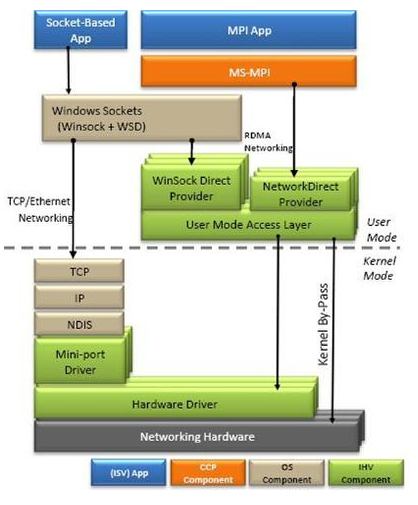 Socket-Based
App
MPI App
MS-MPI
Windows Sockets
(Winsock + WSD)
RDMA
Networking
WinSock Direct
Provider
NetworkDirect
Provider
TCP/Ethernet
Networking
User Mode Access Layer
User
Mode
Kernel
Mode
TCP
IP
NDIS
Mini-port
Driver
Kernel By-Pass
Hardware Driver
Networking Hardware
(ISV) App
CCP
Component
OS
Component
IHV
Component